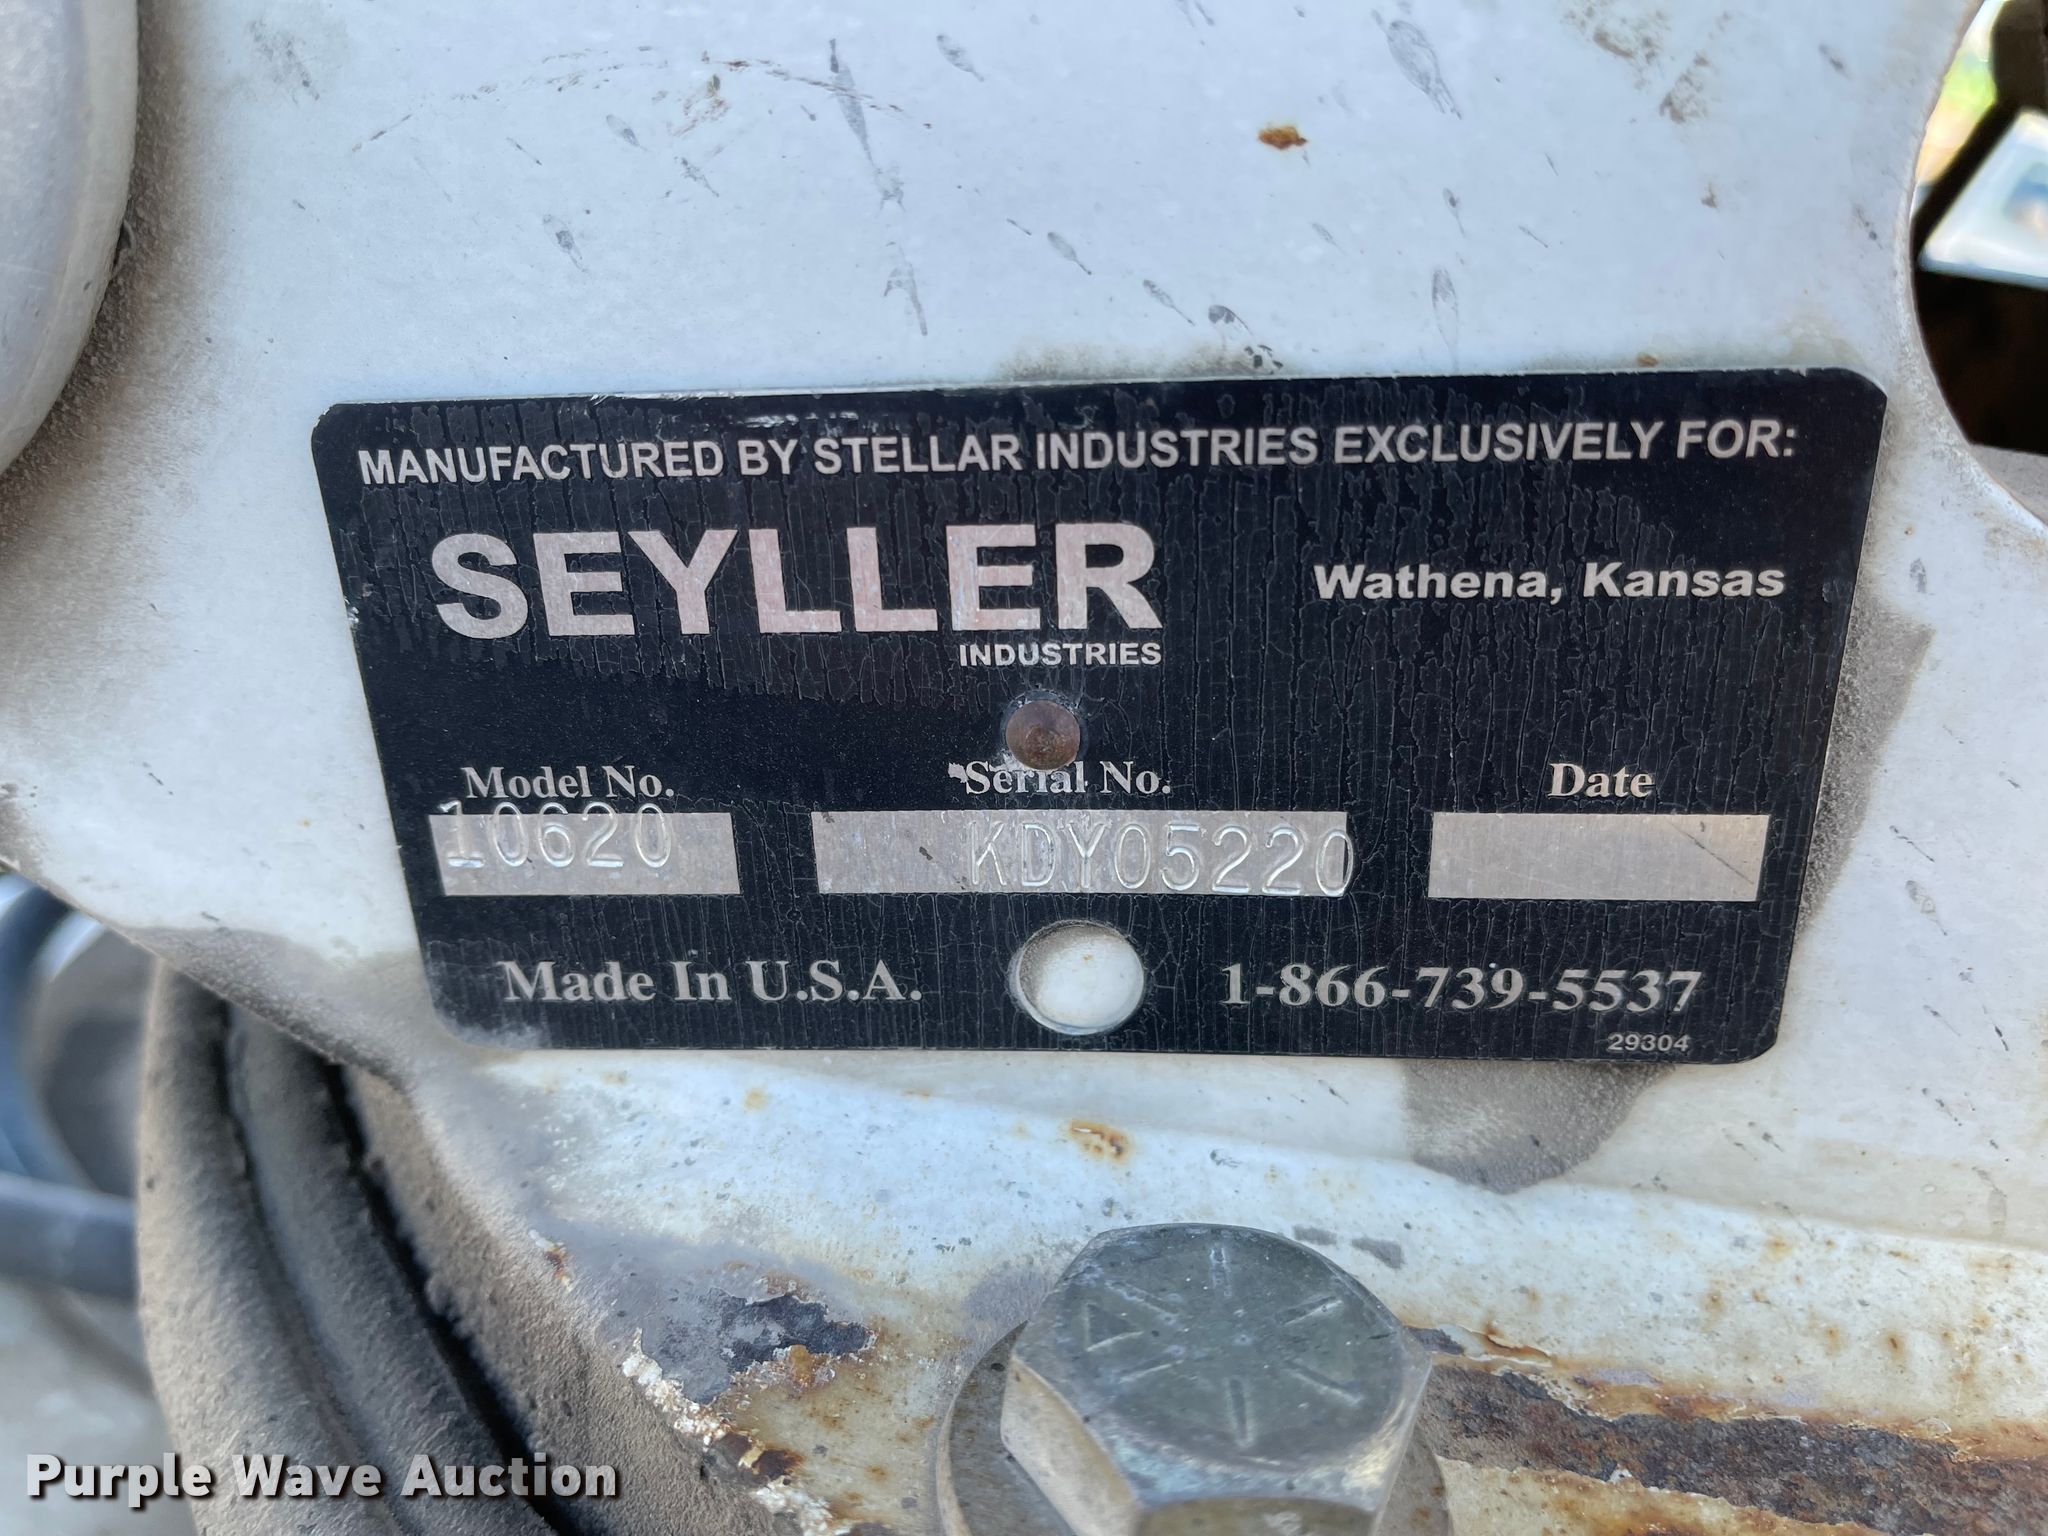 MANUFACTURED BY STELLAR INDUSTRIES EXCLUSIVELY FOR:
SEYLLER
INDUSTRIES
Wathena, Kansas
Model No.
Serial No.
Date
10620
KDY05220
Made In U.S.A.
1-866-739-5537
29304
Purple Wave Auction